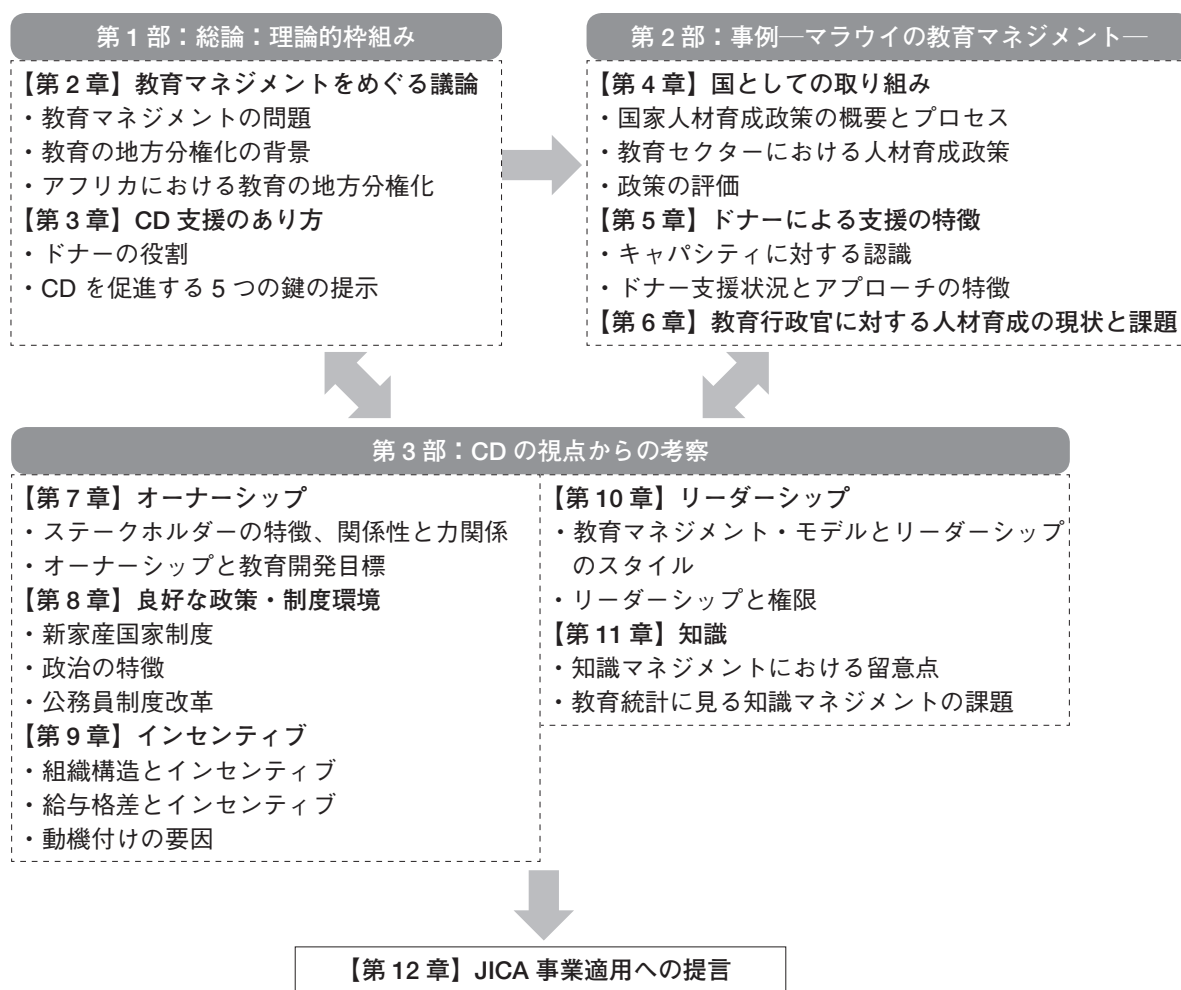 第1部：総論：理論的枠組み
【第2章】教育マネジメントをめぐる議論
・教育マネジメントの問題
・教育の地方分権化の背景
・アフリカにおける教育の地方分権化
【第3章】CD 支援のあり方
・ドナーの役割
・CD を促進する5つの鍵の提示
第2部：事例―マラウイの教育マネジメント―
【第4章】国としての取り組み
・国家人材育成政策の概要とプロセス
・教育セクターにおける人材育成政策
・政策の評価
【第5章】ドナーによる支援の特徴
・キャパシティに対する認識
・ドナー支援状況とアプローチの特徴
【第6章】教育行政官に対する人材育成の現状と課題
第3部：CD の視点からの考察
【第7章】オーナーシップ
・ステークホルダーの特徴、関係性と力関係
・オーナーシップと教育開発目標
【第8章】良好な政策・制度環境
・新家産国家制度
・政治の特徴
・公務員制度改革
【第9章】インセンティブ
・組織構造とインセンティブ
・給与格差とインセンティブ
・動機付けの要因
【第10章】リーダーシップ
・教育マネジメント・モデルとリーダーシップ
のスタイル
・リーダーシップと権限
【第11章】知識
・知識マネジメントにおける留意点
・教育統計に見る知識マネジメントの課題
【第12章】JICA 事業適用への提言